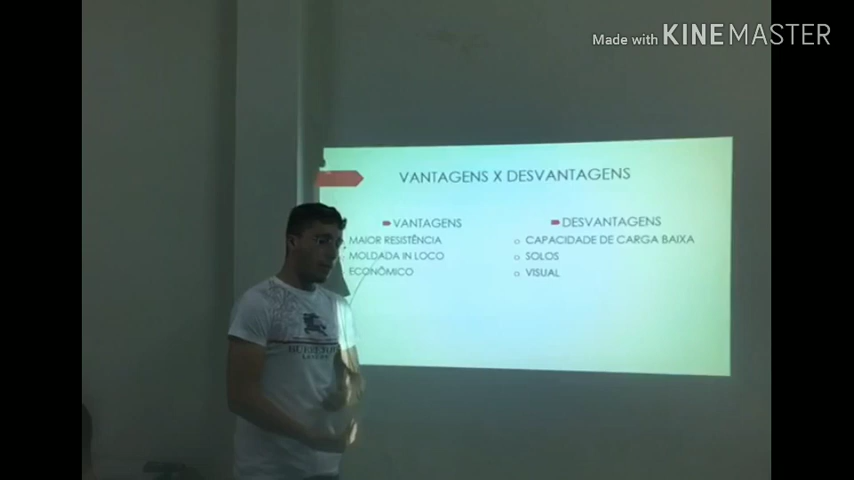 Made with KINEMASTER
VANTAGENS X DESVANTAGENS
VANTAGENS
MAIOR RESISTÊNCIA
MOLDADA IN LOCO
ECONÔMICO
DESVANTAGENS
CAPACIDADE DE CARGA BAIXA
SOLOS
VISUAL